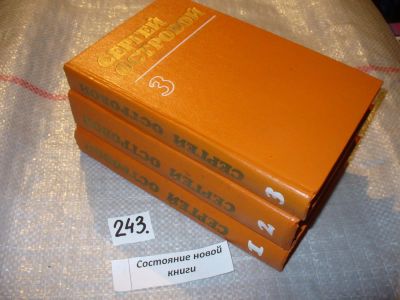 СЕРГЕЙ
ОСТРОВОЙ
3
СЕРГЕЙ ОСТРОВОЙ 3
СЕРГЕЙ ОСТРОВОЙ 2
СЕРГЕЙ ОСТРОВОЙ 1
243.
Состояние новой
книги